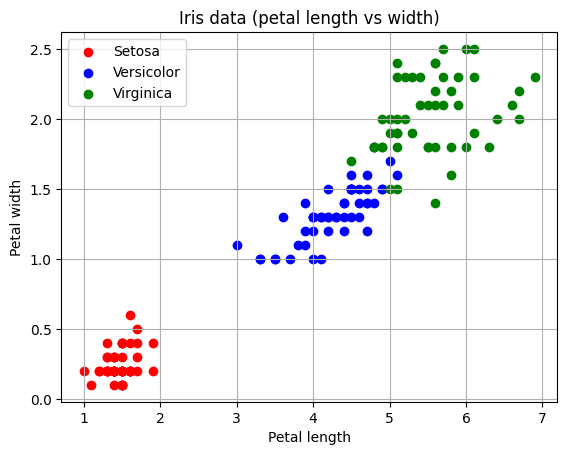 Iris data (petal length vs width)
Setosa
Versicolor
Virginica
2.5
2.0
1.5
1.0
0.5
0.0
Petal width
1 2 3 4 5 6 7
Petal length